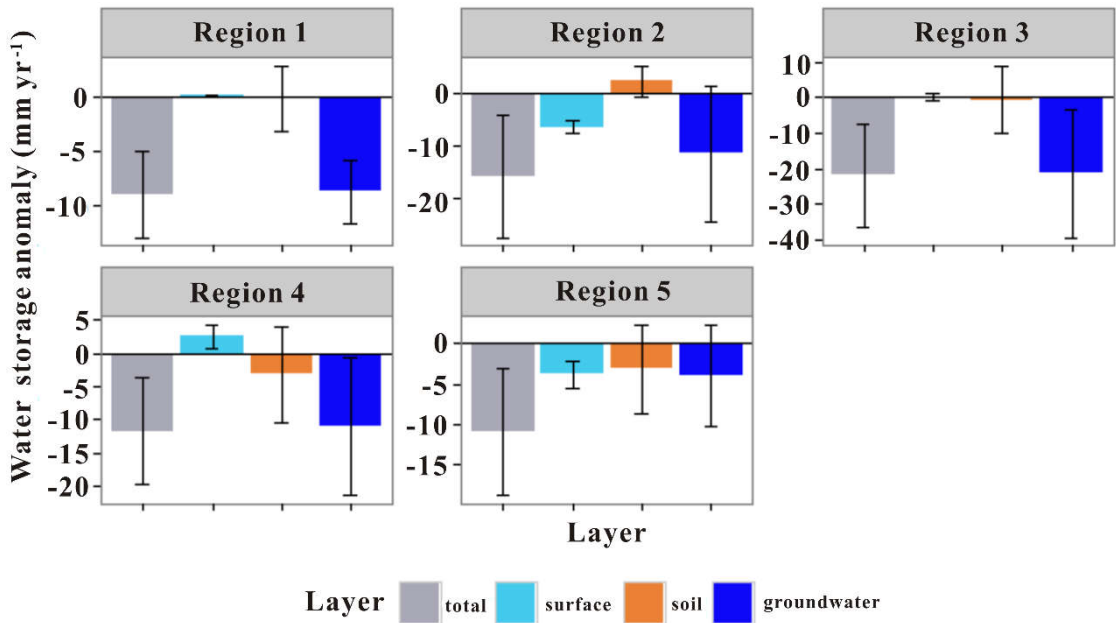 Water storage anomaly (mm yr⁻¹)
Region 1
0
-5
-10
Region 2
0
-10
-20
Region 3
10
0
-10
-20
-30
-40
Region 4
5
0
-5
-10
-15
-20
Region 5
0
-5
-10
-15
Layer
Layer total surface soil groundwater